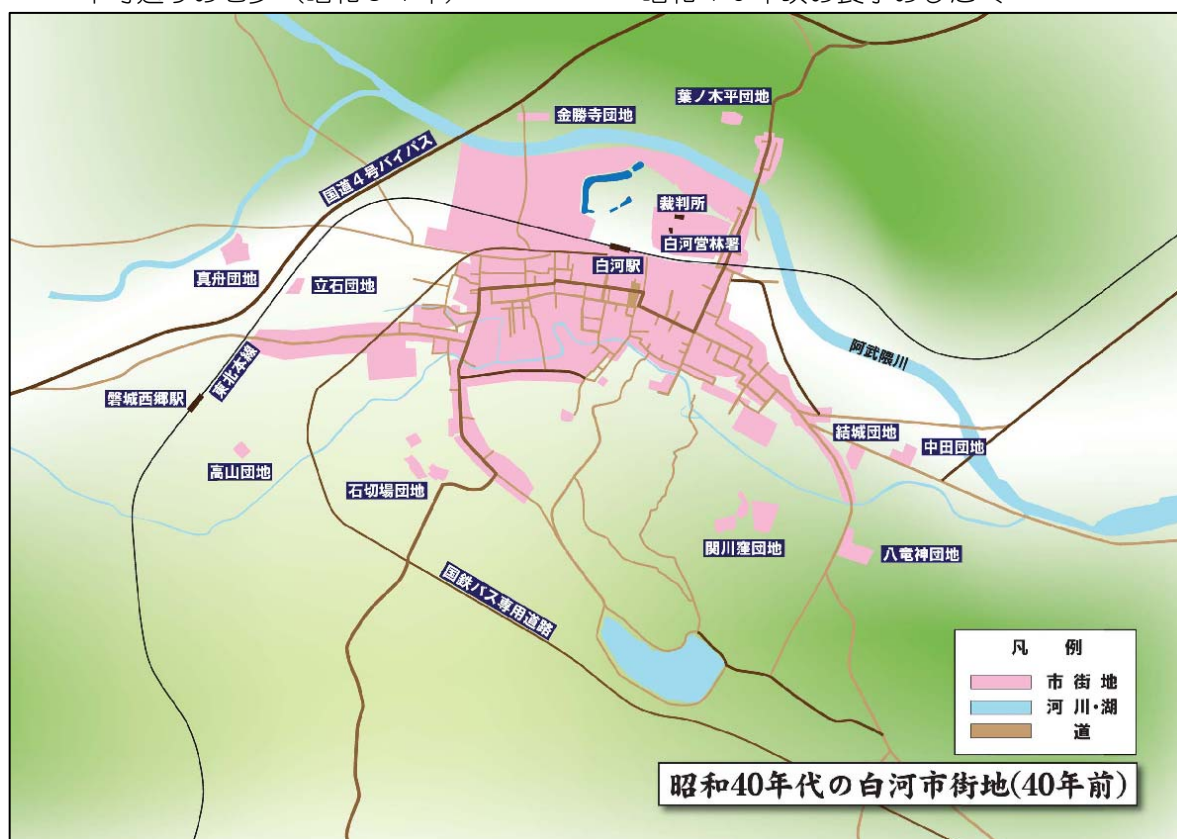 葉ノ木平団地
金勝寺団地
国道4号バイパス
裁判所
白河営林署
白河駅
真舟団地
立石団地
阿武隈川
東北本線
磐城西郷駅
結城団地
中田団地
高山団地
石切場団地
関川窪団地
八竜神団地
国鉄バス専用道路
凡 例
市街地
河川・湖
道
昭和40年代の白河市街地(40年前)